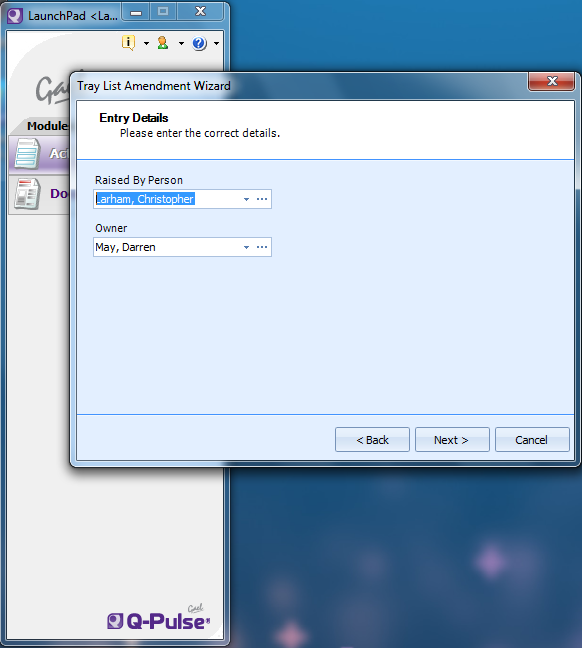 LaunchPad <La...
Gael
Module
Tray List Amendment Wizard
Entry Details
Please enter the correct details.
Ac
Do
Raised By Person
Larham, Christopher
Owner
May, Darren
< Back
Next >
Cancel
Gael
Q-Pulse®